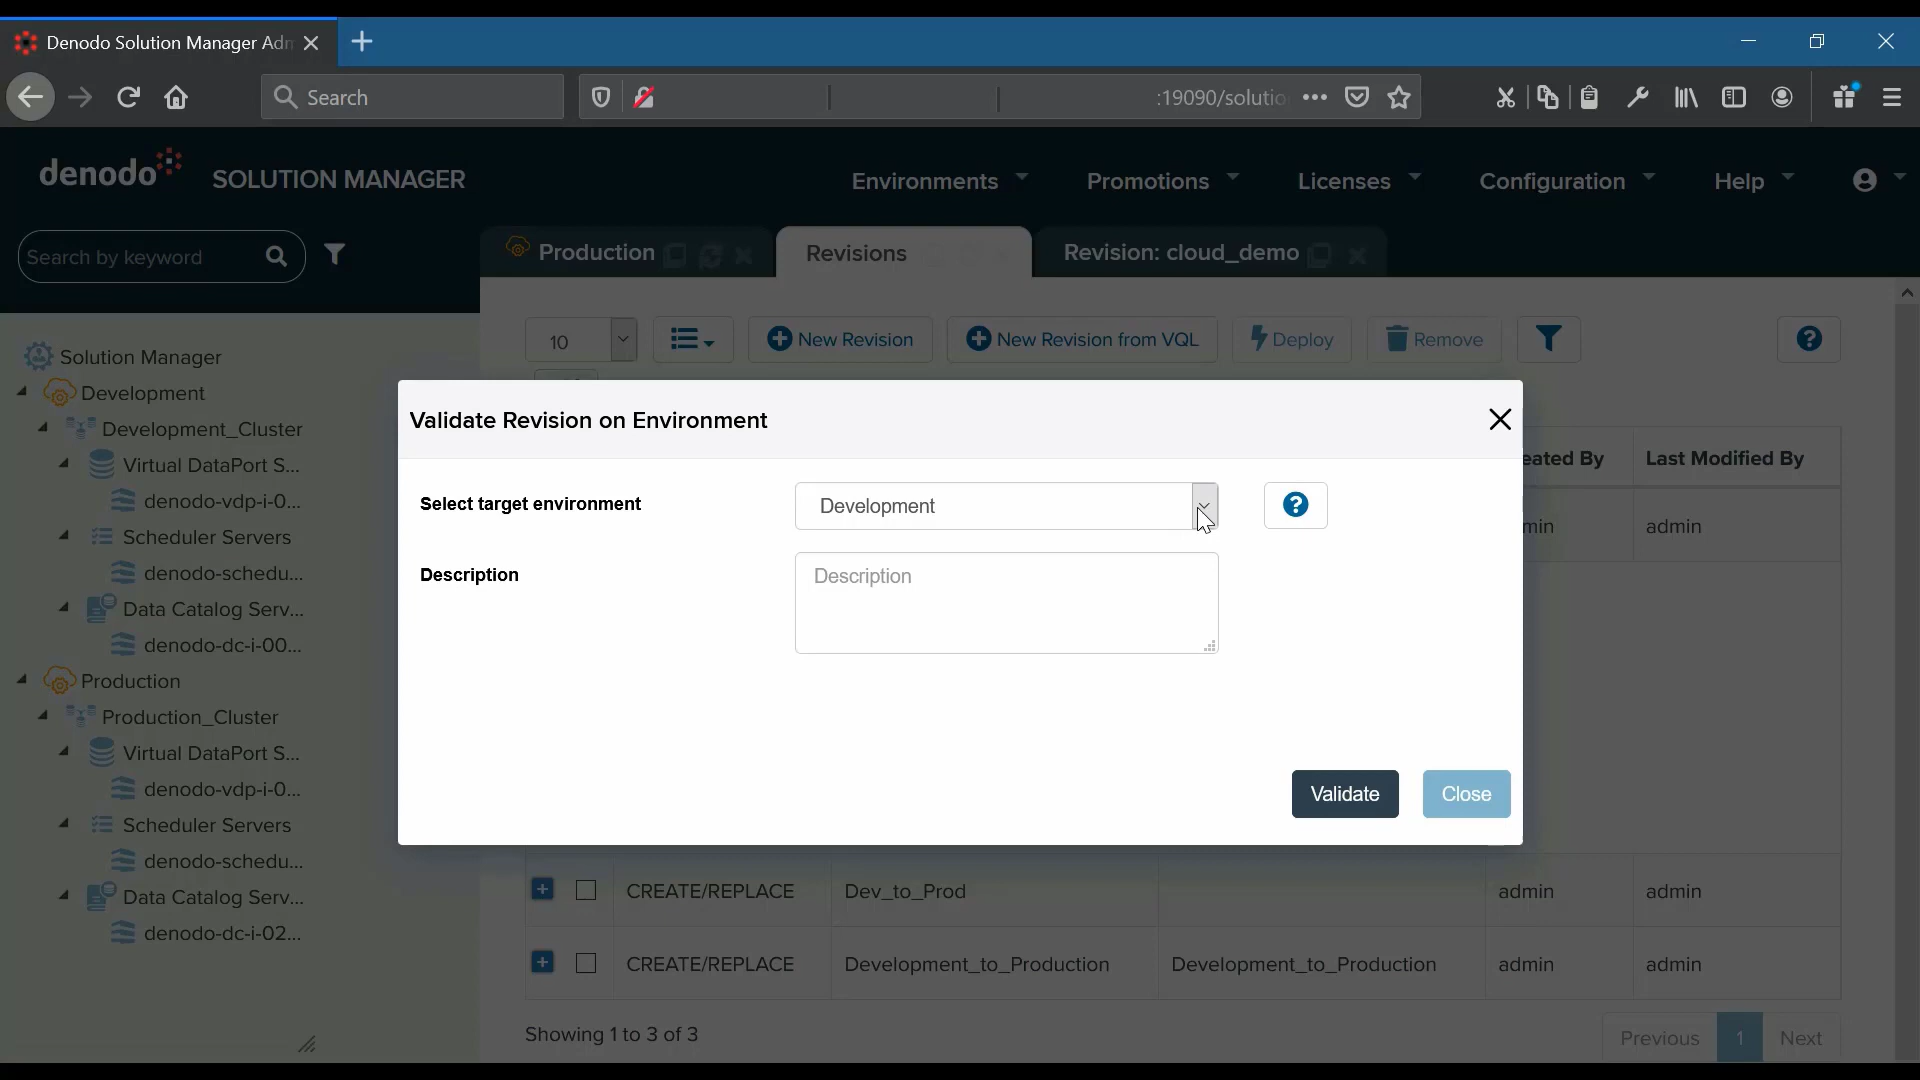 Denodo Solution Manager Adm
Search
:19090/solutio
denodo SOLUTION MANAGER
Environments Promotions Licenses Configuration Help
Search by keyword
Production Revisions Revision: cloud_demo
10 New Revision New Revision from VQL Deploy Remove
Solution Manager
Development
Development_Cluster
Virtual DataPort S...
denodo-vdp-i-0...
Scheduler Servers
denodo-schedu...
Data Catalog Serv...
denodo-dc-i-00...
Production
Production_Cluster
Virtual DataPort S...
denodo-vdp-i-0...
Scheduler Servers
denodo-schedu...
Data Catalog Serv...
denodo-dc-i-02...
Validate Revision on Environment
Select target environment Development
Description Description
Validate Close
eated By Last Modified By
min admin
CREATE/REPLACE Dev_to_Prod admin admin
CREATE/REPLACE Development_to_Production Development_to_Production admin admin
Showing 1 to 3 of 3
Previous 1 Next